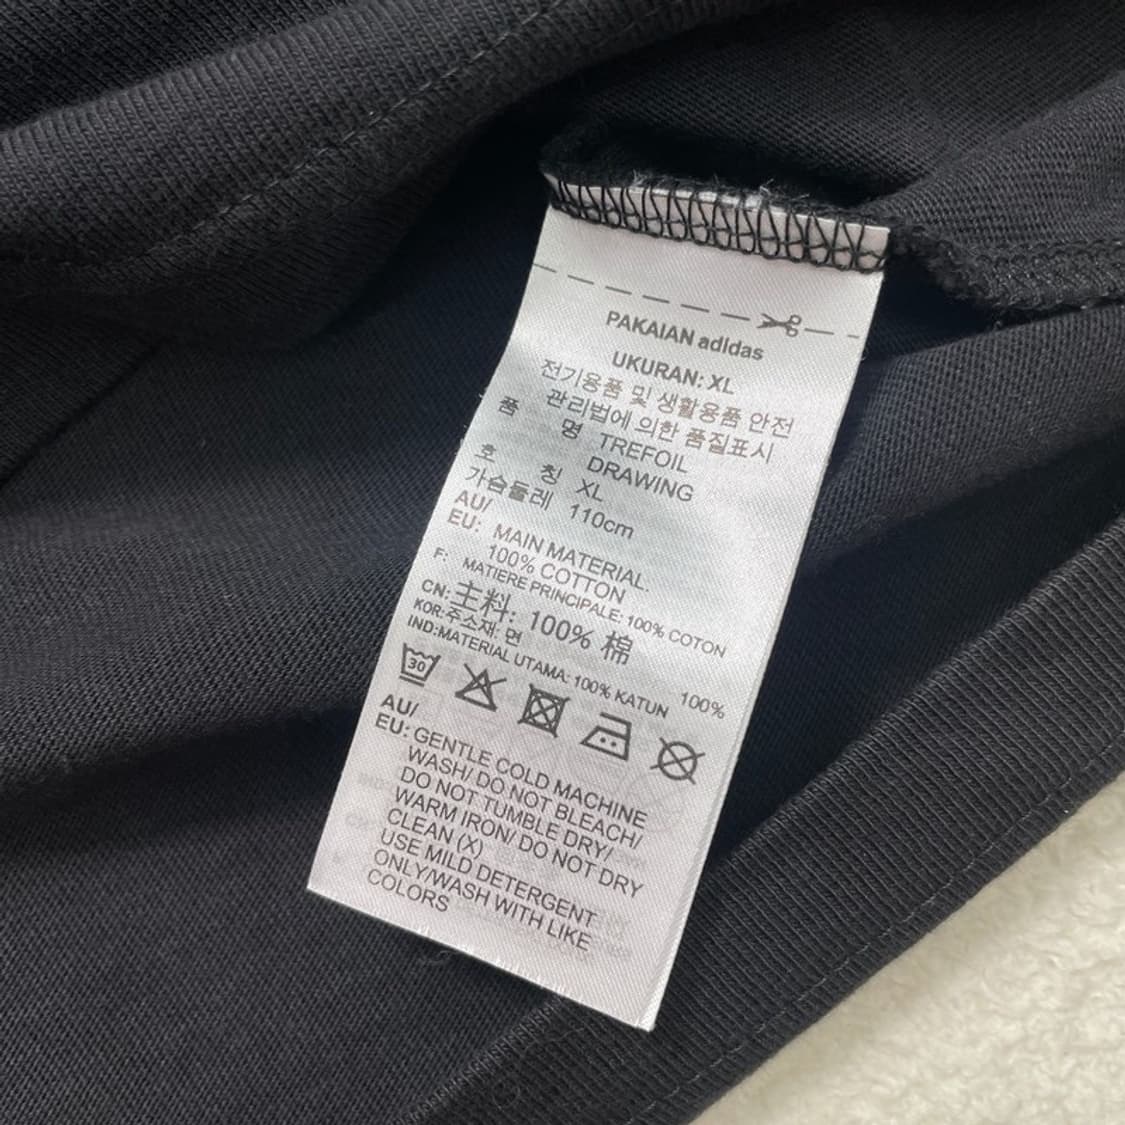 PAKAIAN adidas
UKURAN: XL
전기용품 및 생활용품 안전
관리법에 의한 품질표시
품 명 TREFOIL
DRAWING
호 칭 XL
가슴둘레 110cm
AU/
EU: MAIN MATERIAL.
100% COTTON
F: MATIERE PRINCIPALE: 100% COTON
CN: 主料: 100% 棉
KOR:주소재: 면 100%
IND:MATERIAL UTAMA: 100% KATUN
30
AU/
EU: GENTLE COLD MACHINE
WASH/ DO NOT BLEACH/
DO NOT TUMBLE DRY/
WARM IRON/ DO NOT DRY
CLEAN (X)
USE MILD DETERGENT
ONLY/WASH WITH LIKE
COLORS